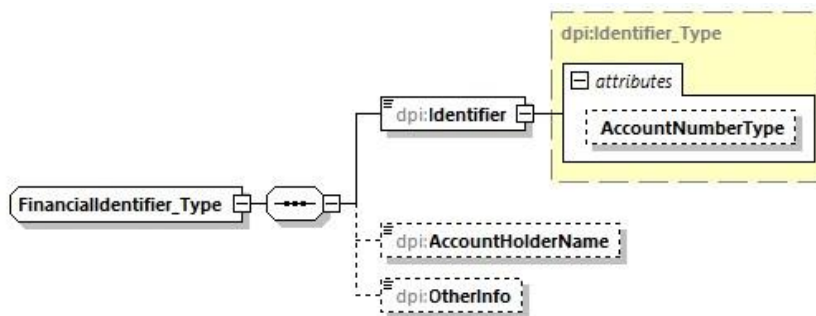 dpi:Identifier_Type
attributes
dpi:Identifier
AccountNumberType
FinancialIdentifier_Type
dpi:AccountHolderName
dpi:OtherInfo